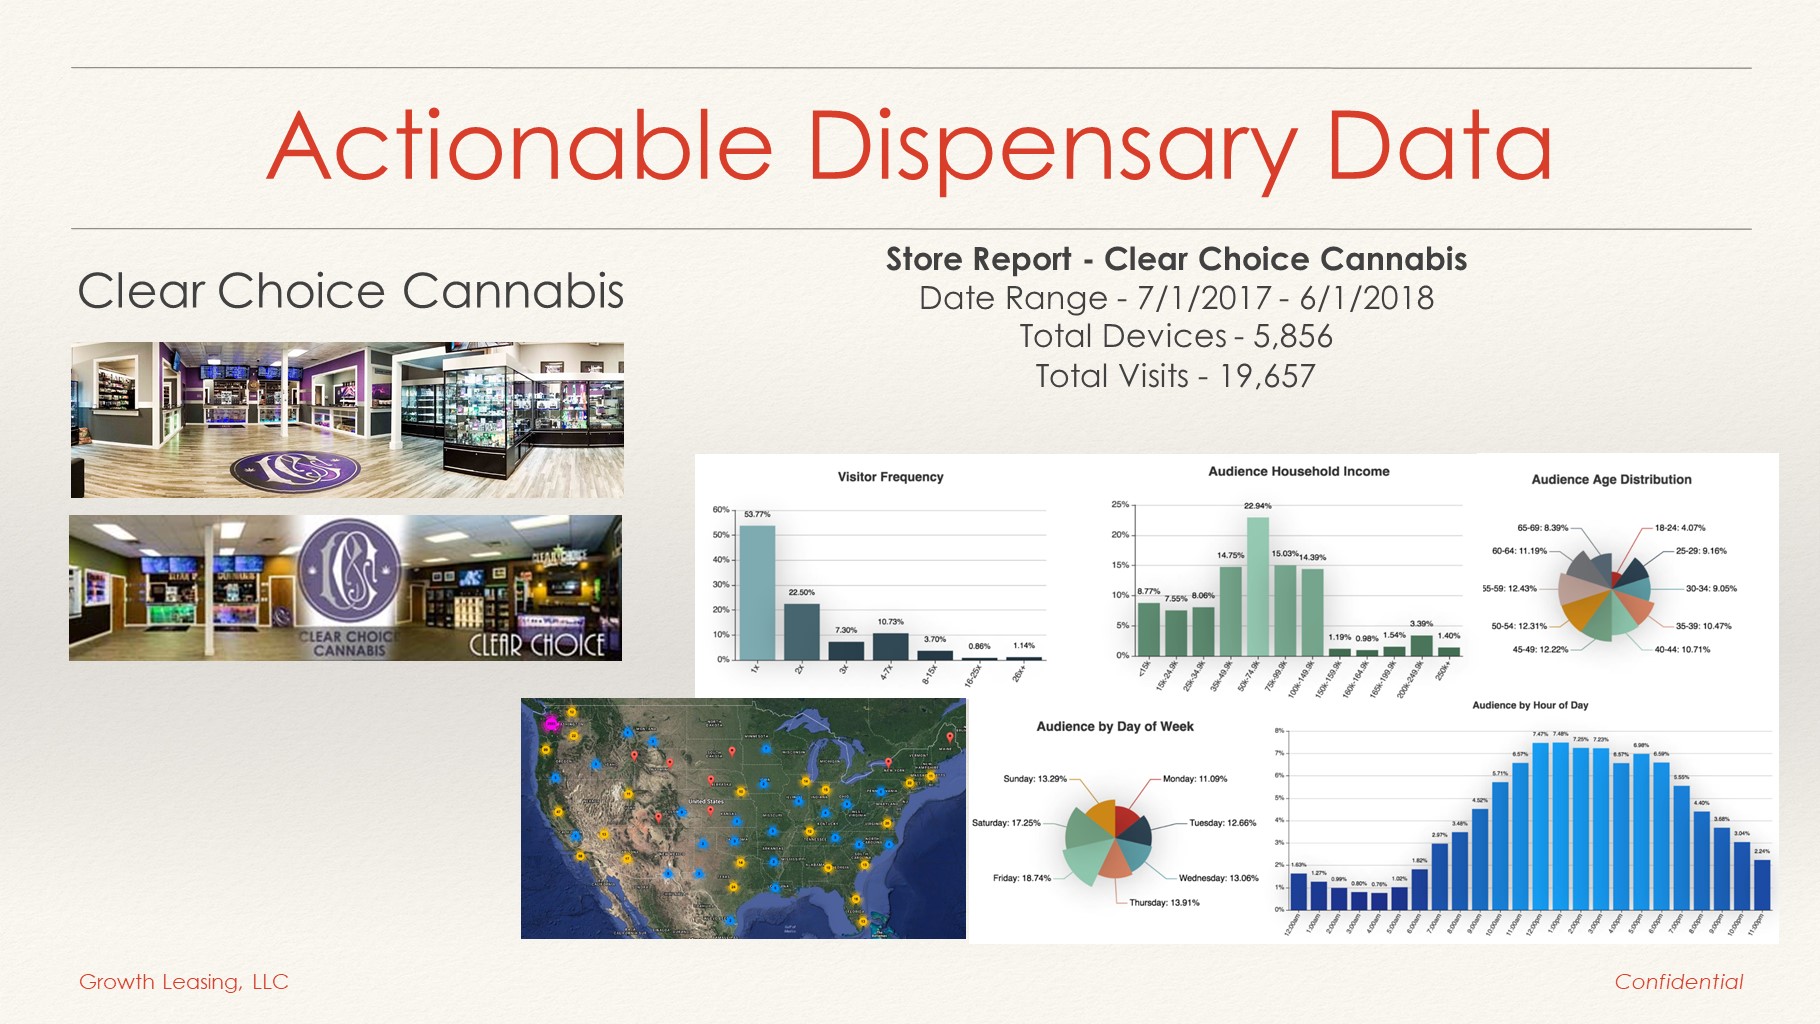 Actionable Dispensary Data
Clear Choice Cannabis
Store Report - Clear Choice Cannabis
Date Range - 7/1/2017 - 6/1/2018
Total Devices - 5,856
Total Visits - 19,657
CLEAR CHOICE
CANNABIS
CLEAR CHOICE
Visitor Frequency
60%
50%
40%
30%
20%
10%
0%
53.77%
22.50%
7.30%
10.73%
3.70%
0.86%
1.14%
1x
2x
3x
4-7x
8-15x
16-25x
26x+
Audience Household Income
25%
20%
15%
10%
5%
0%
8.77%
7.55%
8.06%
14.75%
22.94%
15.03%
14.39%
1.19%
0.98%
1.54%
3.39%
1.40%
<15k
15k-24.9k
25k-34.9k
35k-49.9k
50k-74.9k
75k-99.9k
100k-149.9k
150k-159.9k
160k-164.9k
165k-199.9k
200k-249.9k
250k+
Audience Age Distribution
65-69: 8.39%
18-24: 4.07%
60-64: 11.19%
25-29: 9.16%
55-59: 12.43%
30-34: 9.05%
50-54: 12.31%
35-39: 10.47%
45-49: 12.22%
40-44: 10.71%
United States
Audience by Day of Week
Sunday: 13.29%
Monday: 11.09%
Saturday: 17.25%
Tuesday: 12.66%
Friday: 18.74%
Wednesday: 13.06%
Thursday: 13.91%
Audience by Hour of Day
8%
7%
6%
5%
4%
3%
2%
1%
0%
1.63%
1.27%
0.99%
0.80%
0.76%
1.02%
1.82%
2.97%
3.48%
4.52%
5.71%
6.57%
7.47%
7.48%
7.25%
7.23%
6.57%
6.98%
6.59%
5.55%
4.40%
3.68%
3.04%
2.24%
12:00am
1:00am
2:00am
3:00am
4:00am
5:00am
6:00am
7:00am
8:00am
9:00am
10:00am
11:00am
12:00pm
1:00pm
2:00pm
3:00pm
4:00pm
5:00pm
6:00pm
7:00pm
8:00pm
9:00pm
10:00pm
11:00pm
Growth Leasing, LLC
Confidential